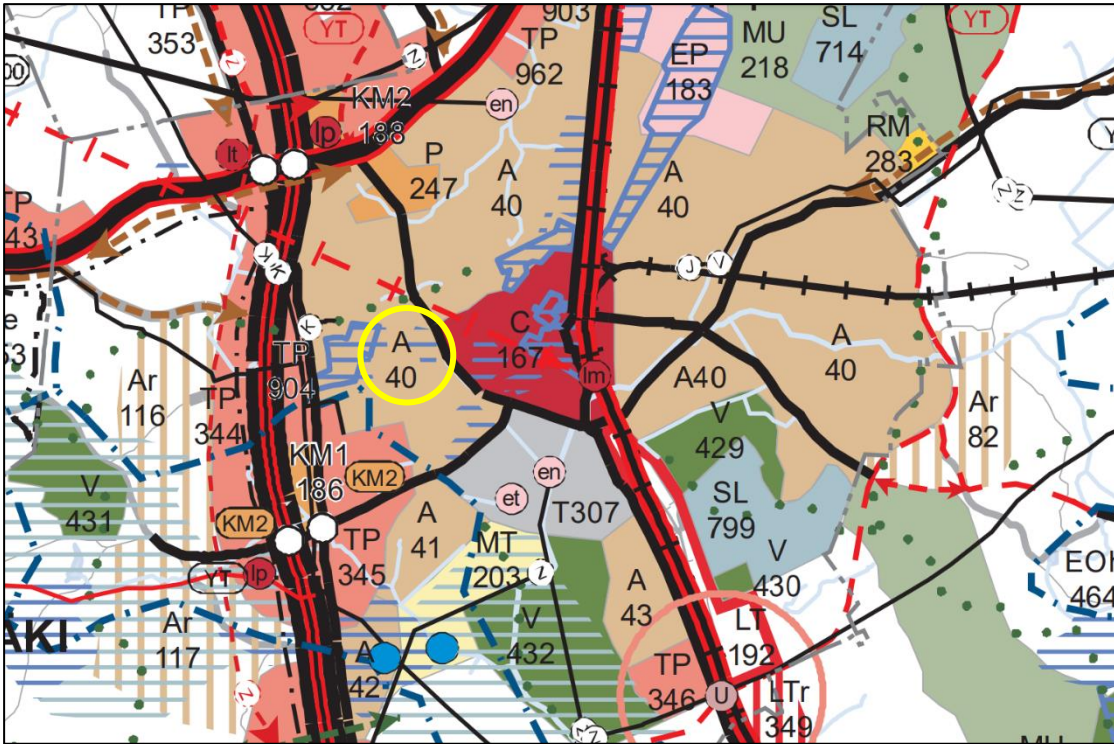 TP
353
YT
Z
903
TP
962
EP
183
MU
218
SL
714
YT
en
KM2
188
lp
lt
P
247
A
40
A
40
RM
283
Z
N
K
K
K
J
V
C
167
lm
A
40
TP
904
Ar
116
TP
344
A40
A
40
Ar
82
V
429
V
431
KM1
186
KM2
KM2
en
et
T307
SL
799
V
430
A
41
MT
203
TP
345
lp
YT
A
43
464
LT
192
AKI
Ar
117
Z
V
432
A
42
TP
346
U
LTr
349
Z
MU